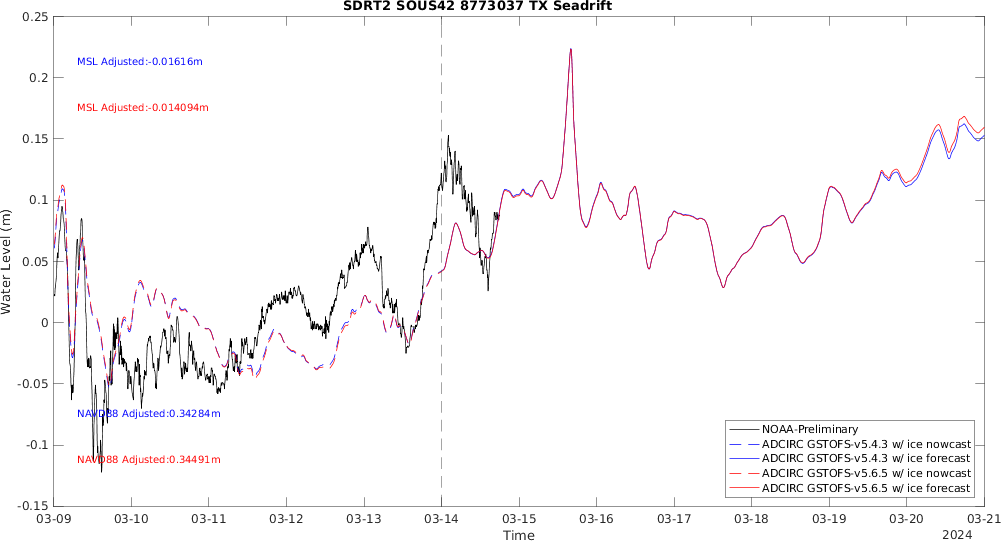 SDRT2 SOUS42 8773037 TX Seadrift
0.25
0.2
0.15
0.1
0.05
0
-0.05
-0.1
-0.15
Water Level (m)
MSL Adjusted:-0.01616m
MSL Adjusted:-0.014094m
NAVD88 Adjusted:0.34284m
NAVD88 Adjusted:0.34491m
NOAA-Preliminary
ADCIRC GSTOFS-v5.4.3 w/ ice nowcast
ADCIRC GSTOFS-v5.4.3 w/ ice forecast
ADCIRC GSTOFS-v5.6.5 w/ ice nowcast
ADCIRC GSTOFS-v5.6.5 w/ ice forecast
03-09 03-10 03-11 03-12 03-13 03-14 03-15 03-16 03-17 03-18 03-19 03-20 03-21
Time
2024